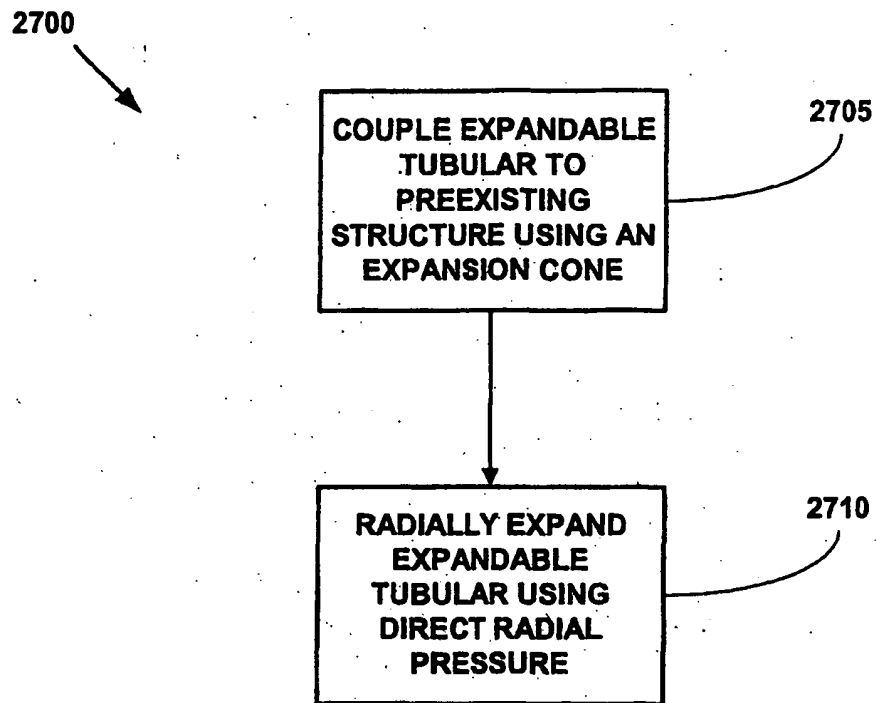 2700
COUPLE EXPANDABLE
TUBULAR TO
PREEXISTING
STRUCTURE USING AN
EXPANSION CONE
2705
RADIALLY EXPAND
EXPANDABLE
TUBULAR USING
DIRECT RADIAL
PRESSURE
2710